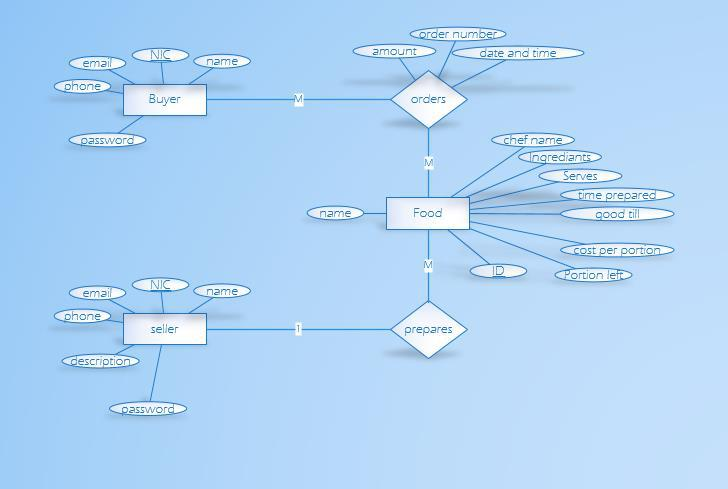 order number
amount
date and time
NIC
email
name
phone
Buyer
M
orders
password
chef name
M
Ingrediants
Serves
time prepared
name
Food
good till
cost per portion
M
ID
Portion left
NIC
email
name
phone
seller
1
prepares
description
password